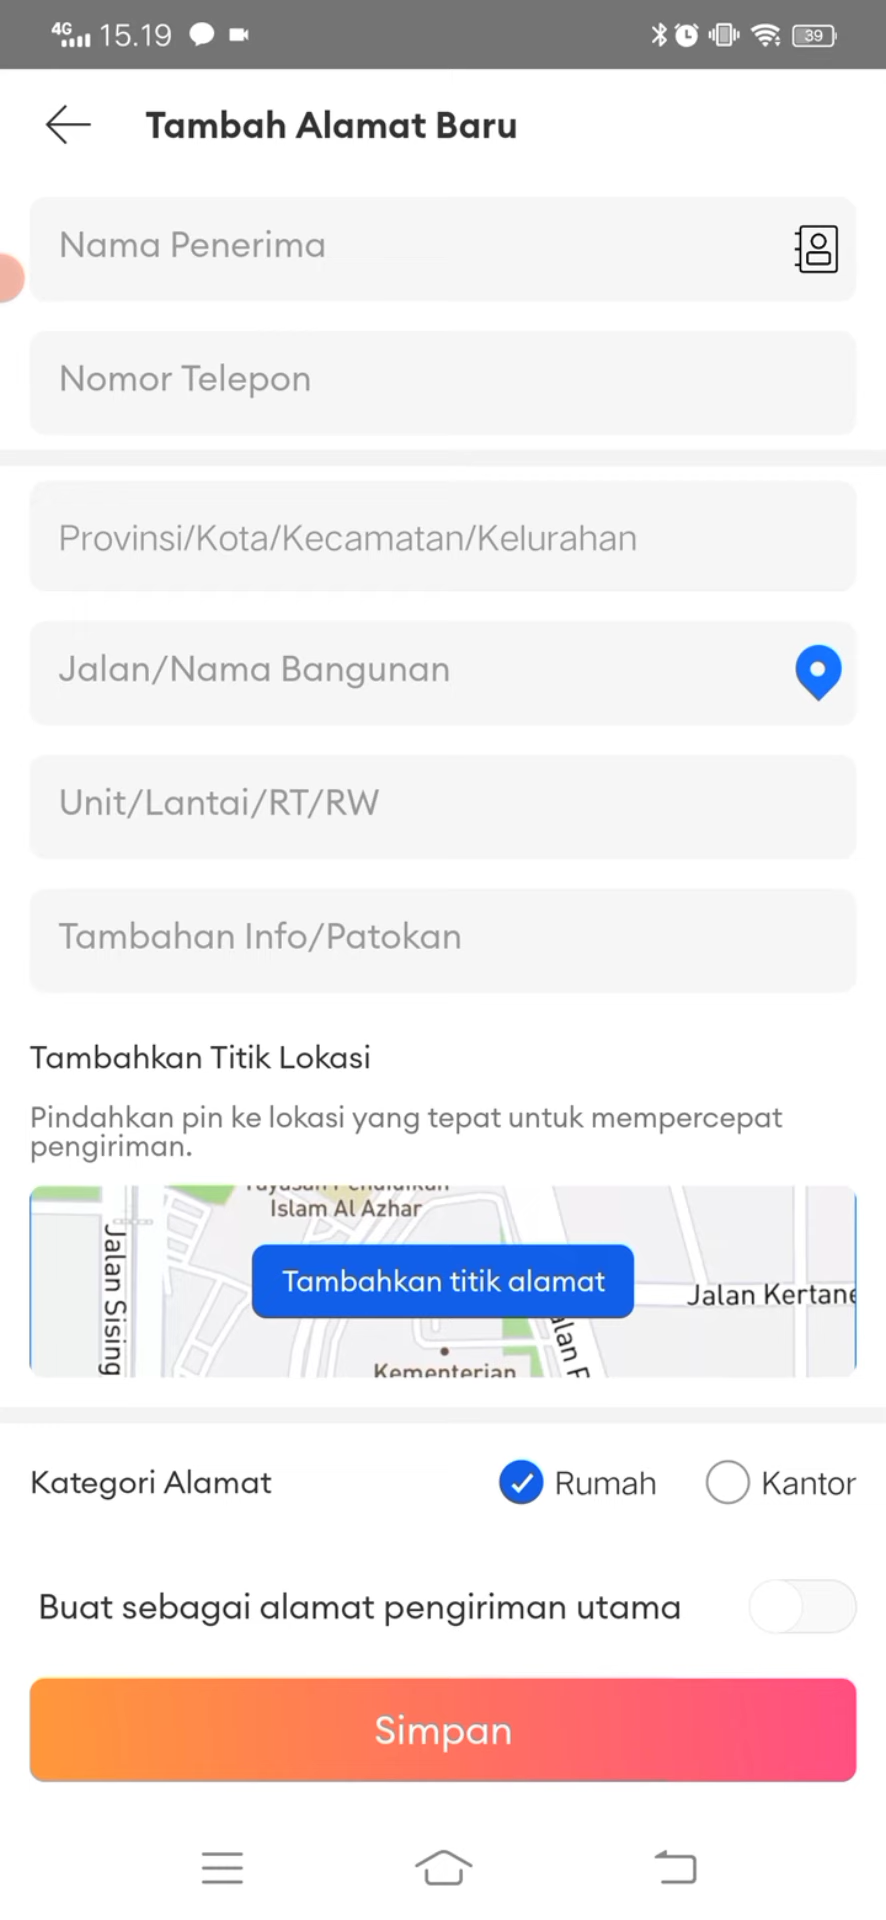 4G 15.19 39
Tambah Alamat Baru
Nama Penerima
Nomor Telepon
Provinsi/Kota/Kecamatan/Kelurahan
Jalan/Nama Bangunan
Unit/Lantai/RT/RW
Tambahan Info/Patokan
Tambahkan Titik Lokasi
Pindahkan pin ke lokasi yang tepat untuk mempercepat
pengiriman.
Islam Al Azhar
Jalan Sising
Tambahkan titik alamat
Jalan Kertane
alan
Kementerian
Kategori Alamat Rumah Kantor
Buat sebagai alamat pengiriman utama
Simpan